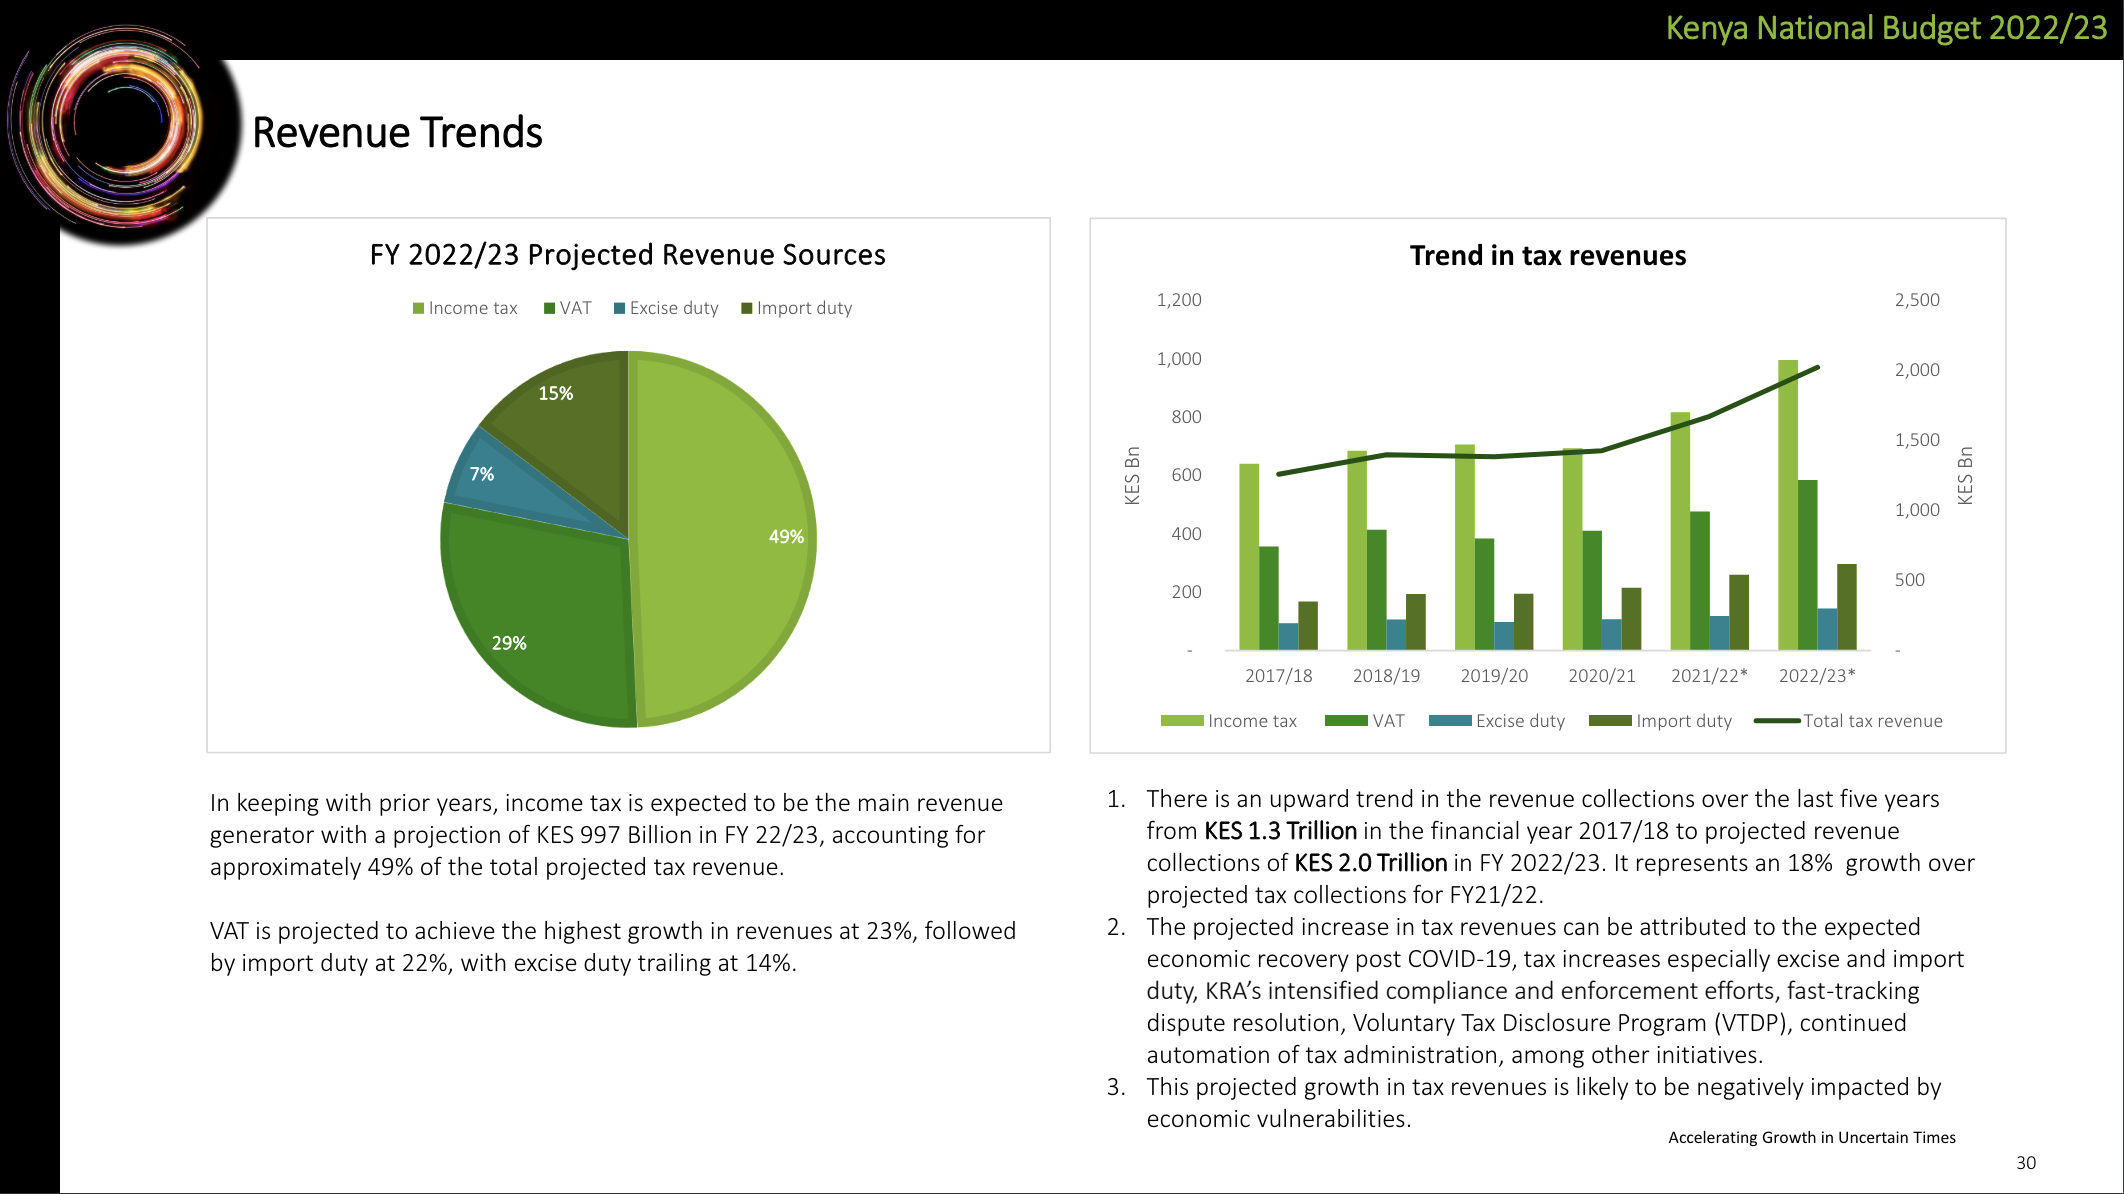 Kenya National Budget 2022/23
Revenue Trends
FY 2022/23 Projected Revenue Sources
Income tax VAT Excise duty Import duty
15%
7%
49%
29%
In keeping with prior years, income tax is expected to be the main revenue
generator with a projection of KES 997 Billion in FY 22/23, accounting for
approximately 49% of the total projected tax revenue.
VAT is projected to achieve the highest growth in revenues at 23%, followed
by import duty at 22%, with excise duty trailing at 14%.
Trend in tax revenues
1,200
1,000
800
600
400
200
-
KES Bn
2,500
2,000
1,500
1,000
500
-
KES Bn
2017/18 2018/19 2019/20 2020/21 2021/22* 2022/23*
Income tax VAT Excise duty Import duty Total tax revenue
1. There is an upward trend in the revenue collections over the last five years
from KES 1.3 Trillion in the financial year 2017/18 to projected revenue
collections of KES 2.0 Trillion in FY 2022/23. It represents an 18% growth over
projected tax collections for FY21/22.
2. The projected increase in tax revenues can be attributed to the expected
economic recovery post COVID-19, tax increases especially excise and import
duty, KRA’s intensified compliance and enforcement efforts, fast-tracking
dispute resolution, Voluntary Tax Disclosure Program (VTDP), continued
automation of tax administration, among other initiatives.
3. This projected growth in tax revenues is likely to be negatively impacted by
economic vulnerabilities.
Accelerating Growth in Uncertain Times
30